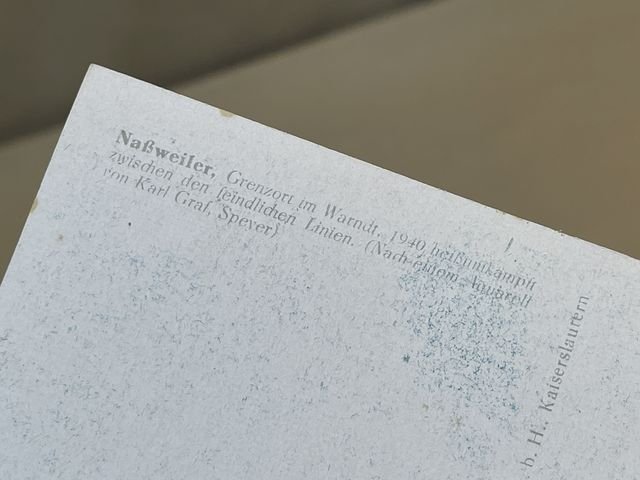 Naßweiler, Grenzort im Warndt, 1940 heißumkämpft
zwischen den feindlichen Linien. (Nach einem Aquarell
von Karl Graf, Speyer)
b. H., Kaiserslautern